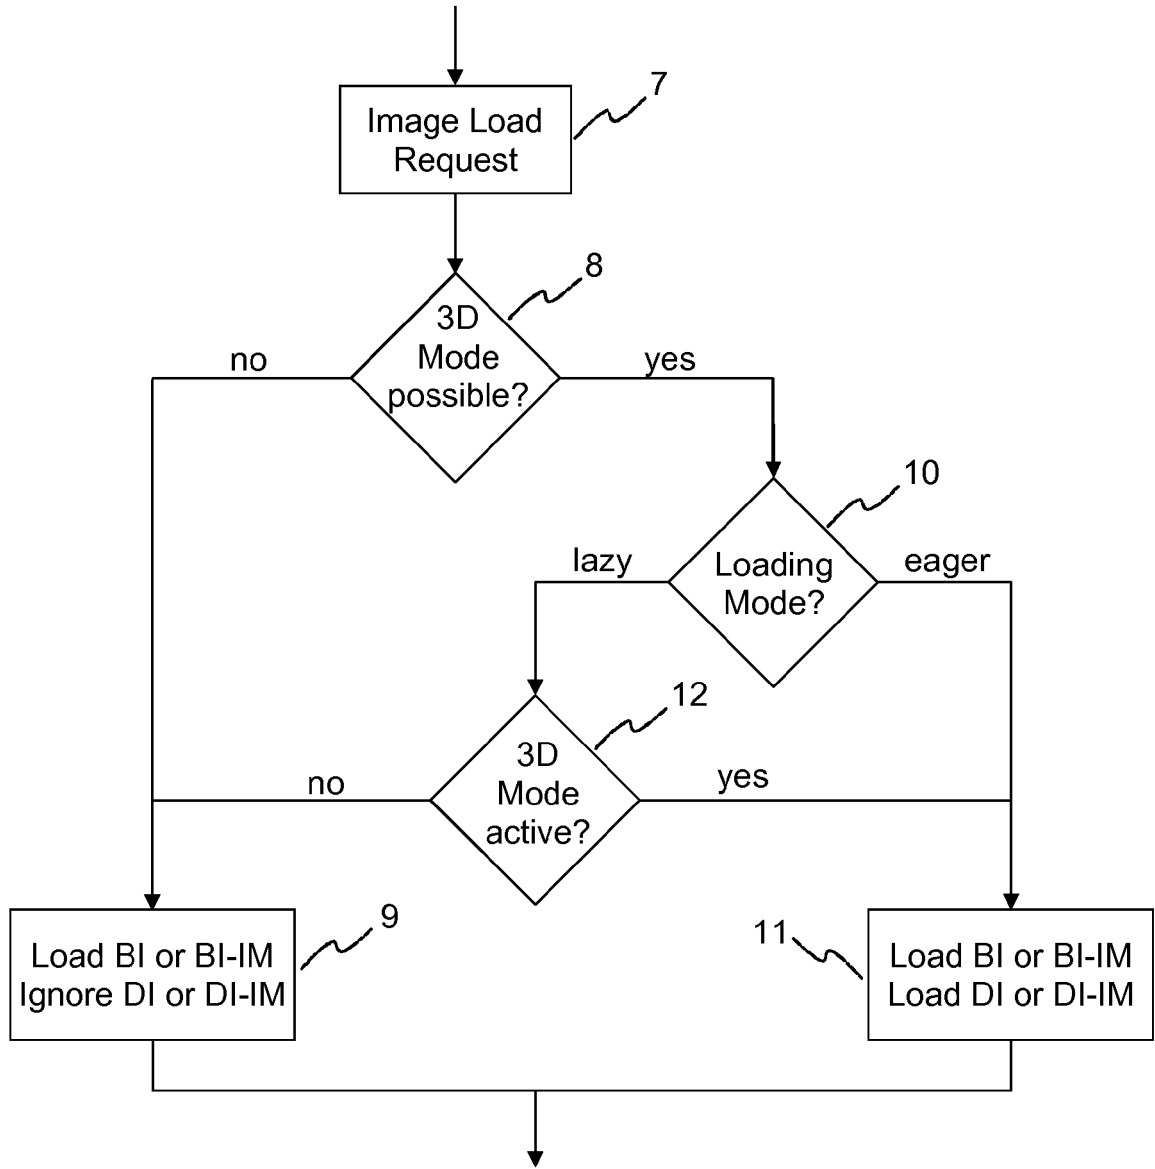 7
Image Load
Request
8
3D
Mode
possible?
no
yes
10
Loading
Mode?
lazy
eager
12
3D
Mode
active?
no
yes
9
Load BI or BI-IM
Ignore DI or DI-IM
11
Load BI or BI-IM
Load DI or DI-IM